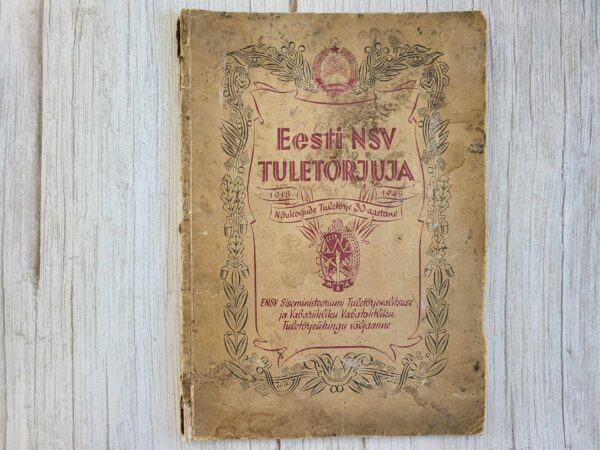 Eesti NSV
TULETÕRJUJA
1918 1948
Nõukogude Tuletõrje 30 aastane
ENSV Siseministeeriumi Tuletõrjevalitsuse
ja Vabariikliku Vabatahtliku
Tuletõrjeühingu väljaanne